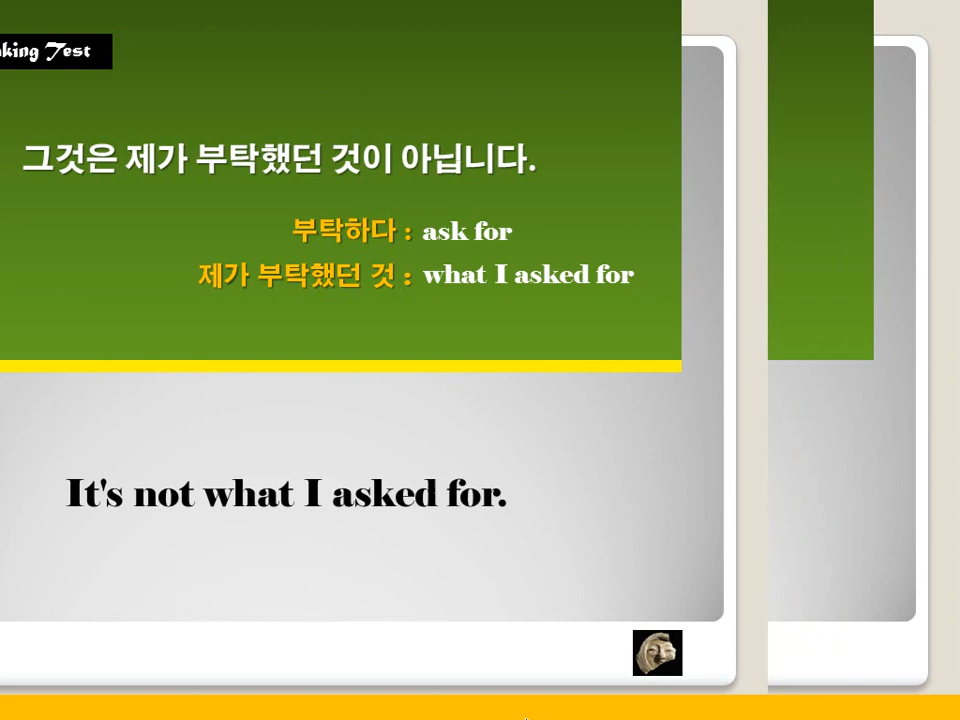 king Test
그것은 제가 부탁했던 것이 아닙니다.
부탁하다 : ask for
제가 부탁했던 것 : what I asked for
It's not what I asked for.